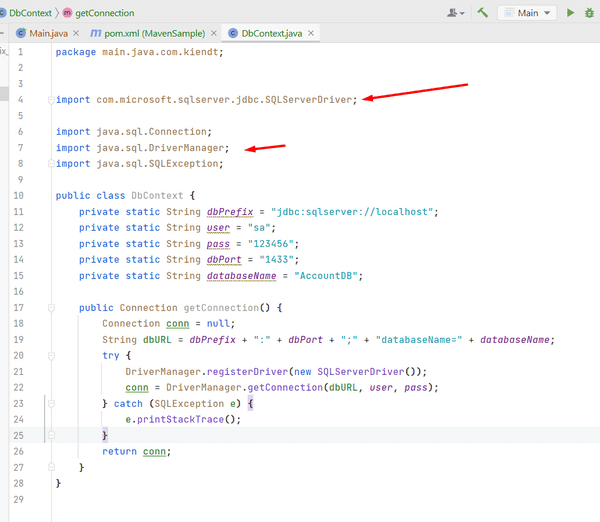 DbContext > getConnection
Main
Main.java × pom.xml (MavenSample) × DbContext.java ×
1 package main.java.com.kiendt;
2
3
4 import com.microsoft.sqlserver.jdbc.SQLServerDriver;
5
6 import java.sql.Connection;
7 import java.sql.DriverManager;
8 import java.sql.SQLException;
9
10 public class DbContext {
11 private static String dbPrefix = "jdbc:sqlserver://localhost";
12 private static String user = "sa";
13 private static String pass = "123456";
14 private static String dbPort = "1433";
15 private static String databaseName = "AccountDB";
16
17 public Connection getConnection() {
18 Connection conn = null;
19 String dbURL = dbPrefix + ":" + dbPort + ";" + "databaseName=" + databaseName;
20 try {
21 DriverManager.registerDriver(new SQLServerDriver());
22 conn = DriverManager.getConnection(dbURL, user, pass);
23 } catch (SQLException e) {
24 e.printStackTrace();
25 }
26 return conn;
27 }
28 }
29